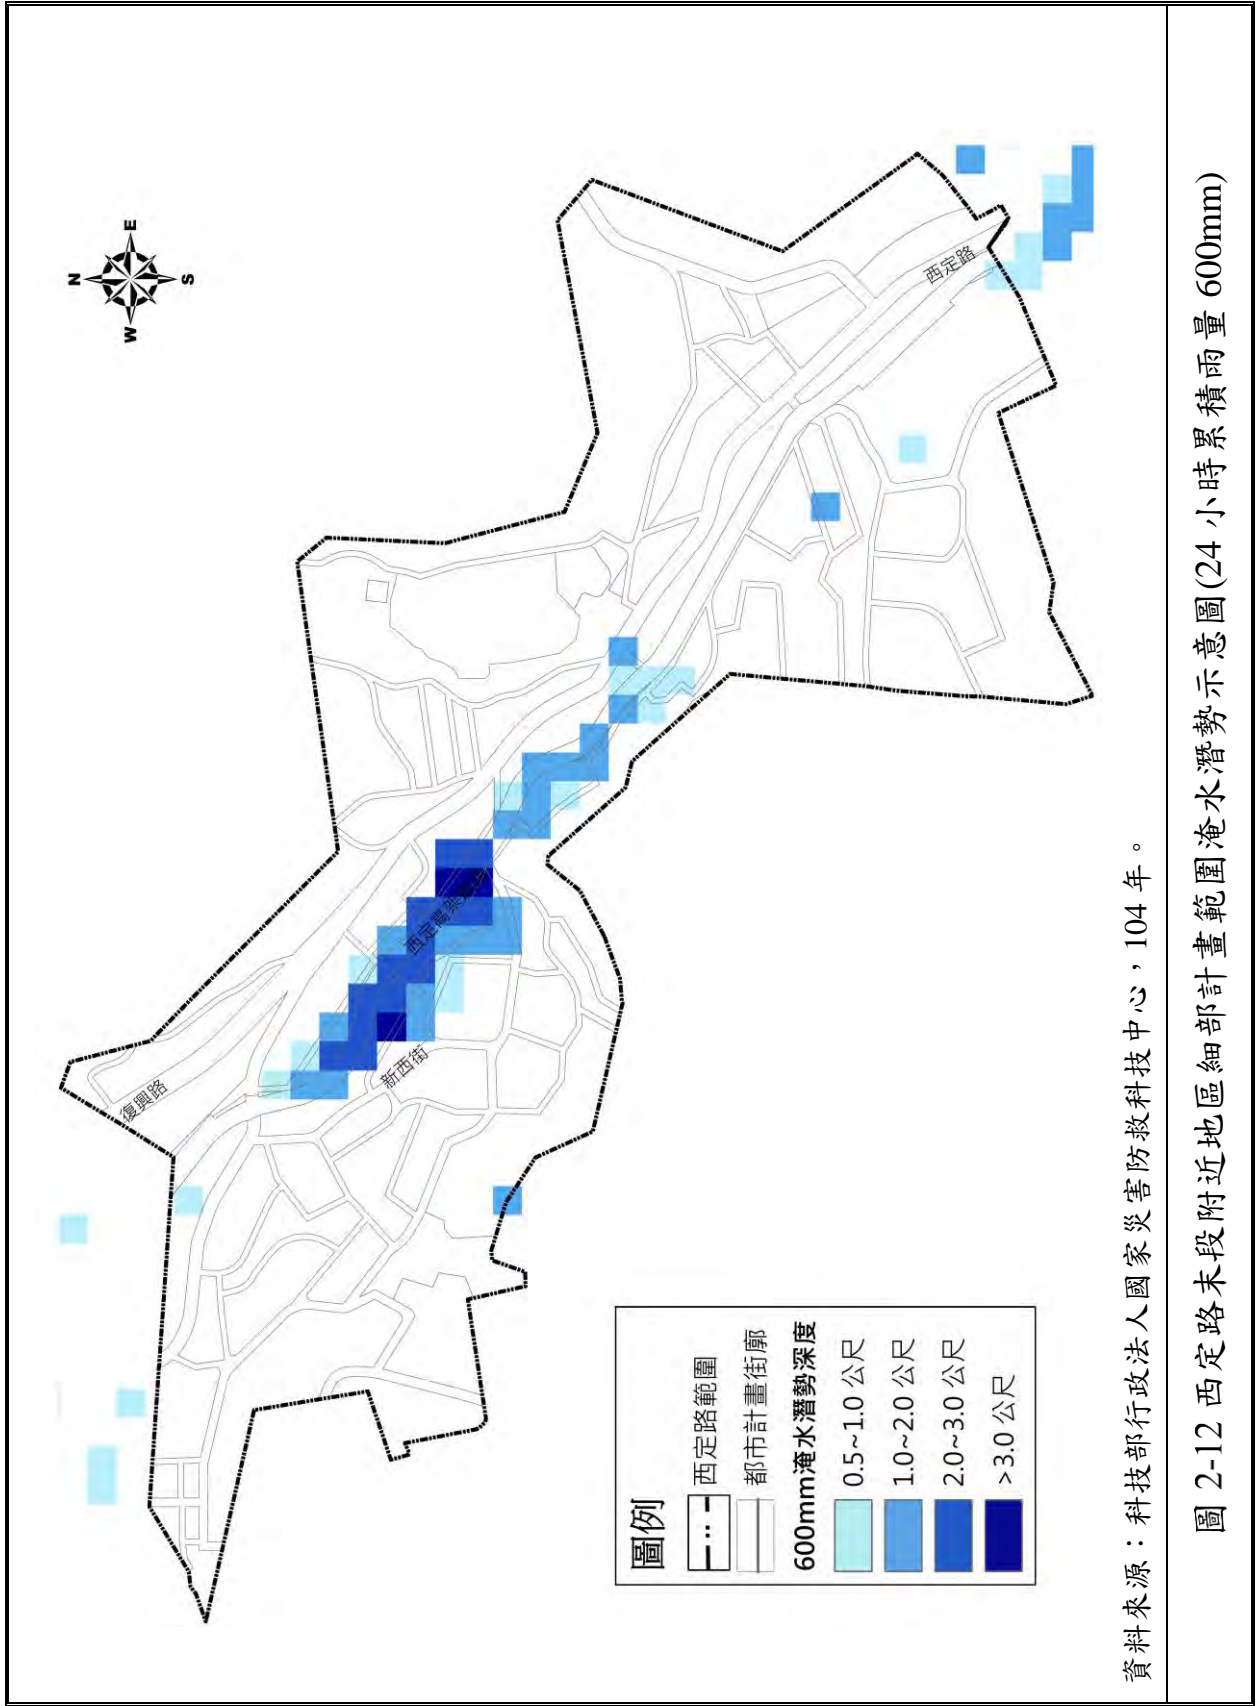 N
W
E
S
復興路
新西街
西定高架
西定路
圖例
西定路範圍
都市計畫街廓
600mm淹水潛勢深度
0.5~1.0 公尺
1.0~2.0 公尺
2.0~3.0 公尺
>3.0 公尺
資料來源：科技部行政法人國家災害防救科技中心，104 年。
圖 2-12 西定路末段附近地區細部計畫範圍淹水潛勢示意圖(24 小時累積雨量 600mm)